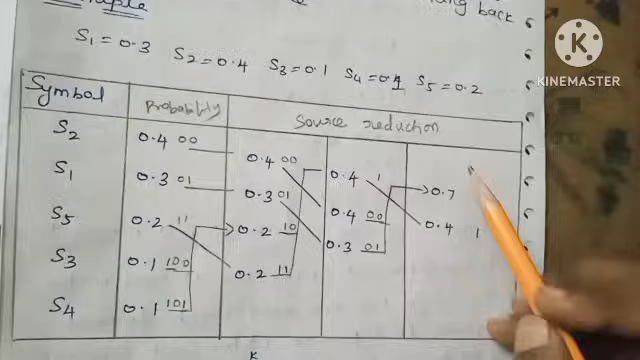 K
KINEMASTER
S1 = 0.3 S2 = 0.4 S3 = 0.1 S4 = 0.1 S5 = 0.2
Symbol Probability Source reduction
S2 0.4 00 0.4 00 0.4 1 0.7
S1 0.3 01 0.3 01 0.4 00 0.4 1
S5 0.2 11 0.2 10 0.3 01
S3 0.1 100 0.2 11
S4 0.1 101